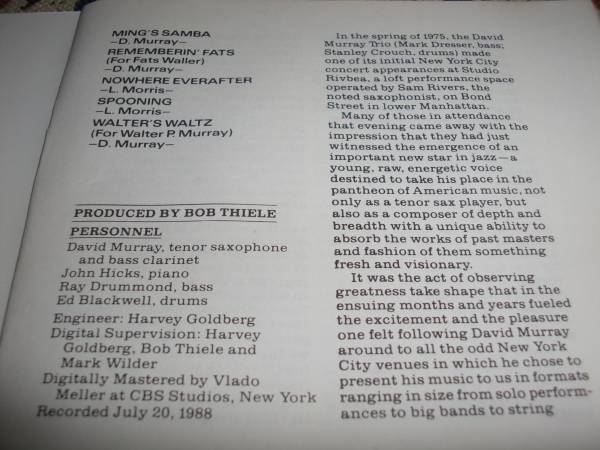 MING'S SAMBA
—D. Murray—
REMEMBERIN' FATS
(For Fats Waller)
—D. Murray—
NOWHERE EVERAFTER
—L. Morris—
SPOONING
—L. Morris—
WALTER'S WALTZ
(For Walter P. Murray)
—D. Murray—
PRODUCED BY BOB THIELE
PERSONNEL
David Murray, tenor saxophone
and bass clarinet
John Hicks, piano
Ray Drummond, bass
Ed Blackwell, drums
Engineer: Harvey Goldberg
Digital Supervision: Harvey
Goldberg, Bob Thiele and
Mark Wilder
Digitally Mastered by Vlado
Meller at CBS Studios, New York
Recorded July 20, 1988
In the spring of 1975, the David
Murray Trio (Mark Dresser, bass;
Stanley Crouch, drums) made
one of its initial New York City
concert appearances at Studio
Rivbea, a loft performance space
operated by Sam Rivers, the
noted saxophonist, on Bond
Street in lower Manhattan.
Many of those in attendance
that evening came away with the
impression that they had just
witnessed the emergence of an
important new star in jazz—a
young, raw, energetic voice
destined to take his place in the
pantheon of American music, not
only as a tenor sax player, but
also as a composer of depth and
breadth with a unique ability to
absorb the works of past masters
and fashion of them something
fresh and visionary.
It was the act of observing
greatness take shape that in the
ensuing months and years fueled
the excitement and the pleasure
one felt following David Murray
around to all the odd New York
City venues in which he chose to
present his music to us in formats
ranging in size from solo perform-
ances to big bands to string